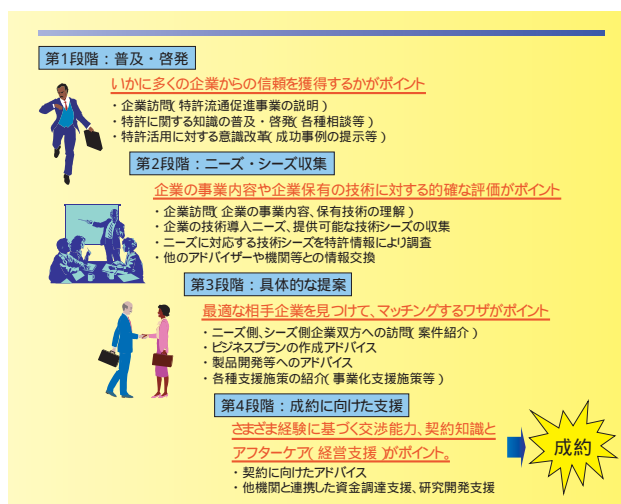 第1段階：普及・啓発
いかに多くの企業からの信頼を獲得するかがポイント
・企業訪問（特許流通促進事業の説明）
・特許に関する知識の普及・啓発（各種相談等）
・特許活用に対する意識改革（成功事例の提示等）
第2段階：ニーズ・シーズ収集
企業の事業内容や企業保有の技術に対する的確な評価がポイント
・企業訪問（企業の事業内容、保有技術の理解）
・企業の技術導入ニーズ、提供可能な技術シーズの収集
・ニーズに対応する技術シーズを特許情報により調査
・他のアドバイザーや機関等との情報交換
第3段階：具体的な提案
最適な相手企業を見つけて、マッチングするワザがポイント
・ニーズ側、シーズ側企業双方への訪問（案件紹介）
・ビジネスプランの作成アドバイス
・製品開発等へのアドバイス
・各種支援施策の紹介（事業化支援施策等）
第4段階：成約に向けた支援
さまざま経験に基づく交渉能力、契約知識と
アフターケア（経営支援）がポイント。
・契約に向けたアドバイス
・他機関と連携した資金調達支援、研究開発支援
成約